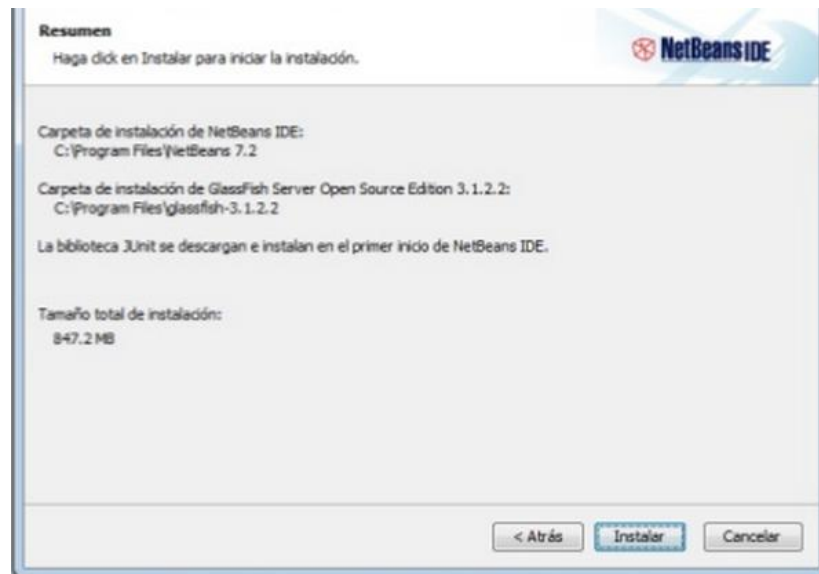 Resumen
Haga click en Instalar para iniciar la instalación.
NetBeans IDE
Carpeta de instalación de NetBeans IDE:
C:\Program Files\NetBeans 7.2
Carpeta de instalación de GlassFish Server Open Source Edition 3.1.2.2:
C:\Program Files\glassfish-3.1.2.2
La biblioteca JUnit se descargan e instalan en el primer inicio de NetBeans IDE.
Tamaño total de instalación:
847.2 MB
< Atrás
Instalar
Cancelar